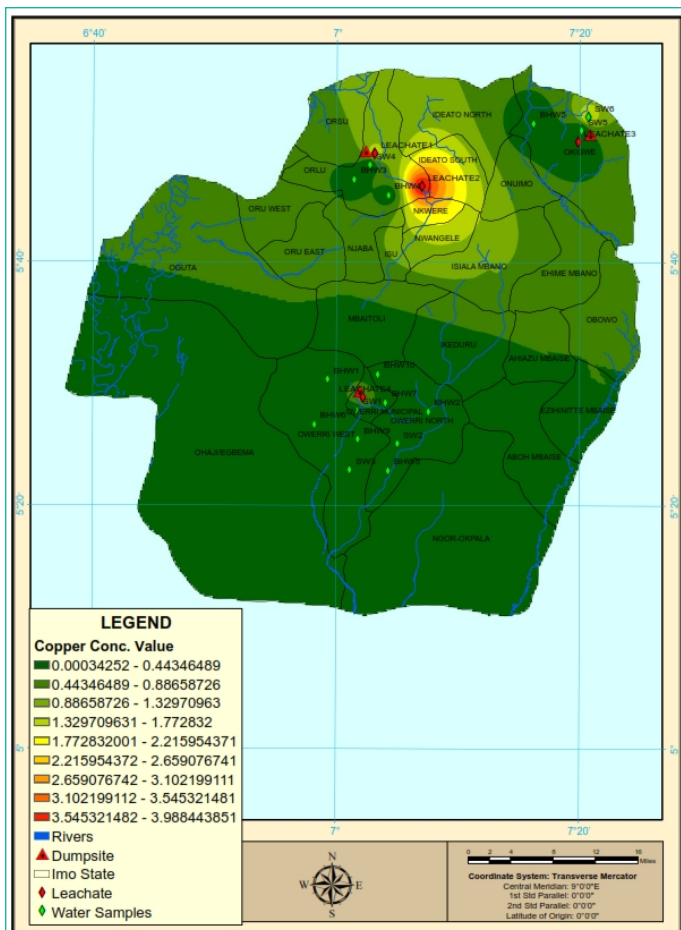 6°40'
7°
7°20'
5°40'
5°40'
5°20'
5°20'
5°
5°
7°
7°20'
ORSU
IDEATO NORTH
BHW5
SW6
SW5
LEACHATE3
OKIGWE
LEACHATE1
SW4
ORLU
BHW3
IDEATO SOUTH
LEACHATE2
ONUIMO
BHW4
NKWERE
ORU WEST
NWANGELE
ORU EAST
NJABA
ISU
ISIALA MBANO
OGUTA
EHIME MBANO
MBAITOLI
OBOWO
IKEDURU
AHIAZU MBAISE
BHW1
BHW10
LEACHATE4
SW1
BHW7
BHW2
EZIHINITTE MBAISE
BHW6
OWERRI MUNICIPAL
OWERRI NORTH
OWERRI WEST
BHW9
SW2
OHAJI/EGBEMA
ABOH MBAISE
SW3
NGOR-OKPALA
LEGEND
Copper Conc. Value
0.00034252 - 0.44346489
0.44346489 - 0.88658726
0.88658726 - 1.32970963
1.329709631 - 1.772832
1.772832001 - 2.215954371
2.215954372 - 2.659076741
2.659076742 - 3.102199111
3.102199112 - 3.545321481
3.545321482 - 3.988443851
Rivers
Dumpsite
Imo State
Leachate
Water Samples
N
W E
S
0 2 4 8 12 16
Miles
Coordinate System: Transverse Mercator
Central Meridian: 9°0'0"E
1st Std Parallel: 0°0'0"
2nd Std Parallel: 0°0'0"
Latitude of Origin: 0°0'0"